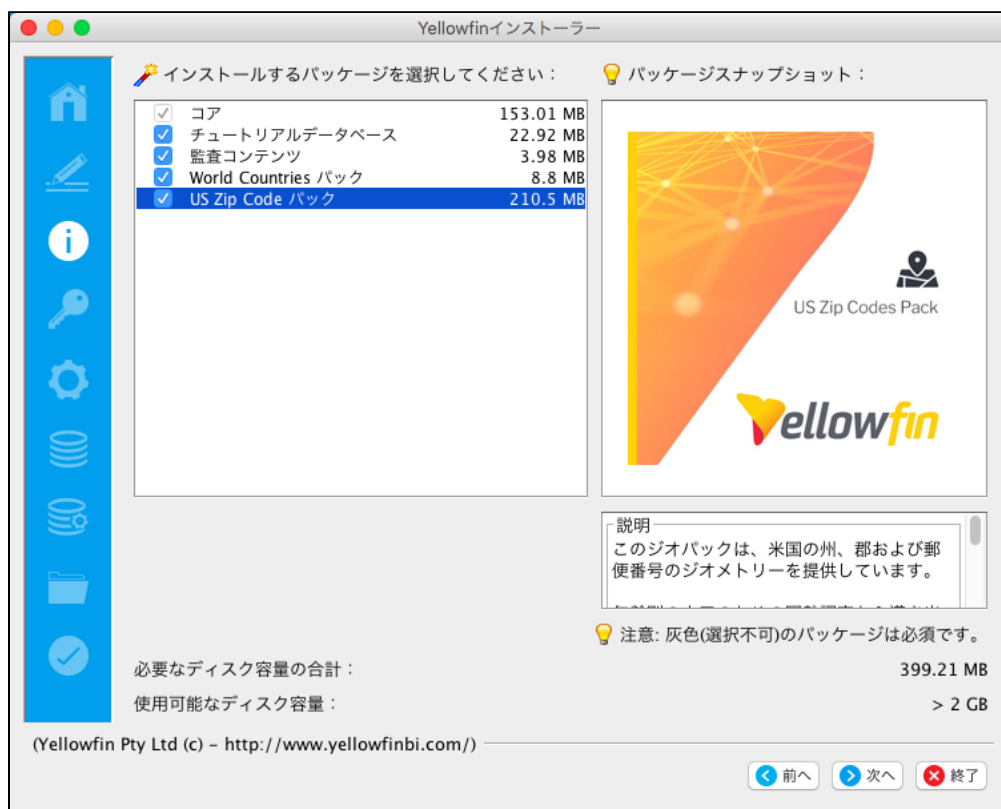 Yellowfinインストーラー
インストールするパッケージを選択してください：
コア 153.01 MB
チュートリアルデータベース 22.92 MB
監査コンテンツ 3.98 MB
World Countries パック 8.8 MB
US Zip Code パック 210.5 MB
パッケージスナップショット：
US Zip Codes Pack
Yellowfin
説明
このジオパックは、米国の州、郡および郵
便番号のジオメトリーを提供しています。
注意: 灰色(選択不可)のパッケージは必須です。
必要なディスク容量の合計： 399.21 MB
使用可能なディスク容量： > 2 GB
(Yellowfin Pty Ltd (c) – http://www.yellowfinbi.com/)
前へ
次へ
終了